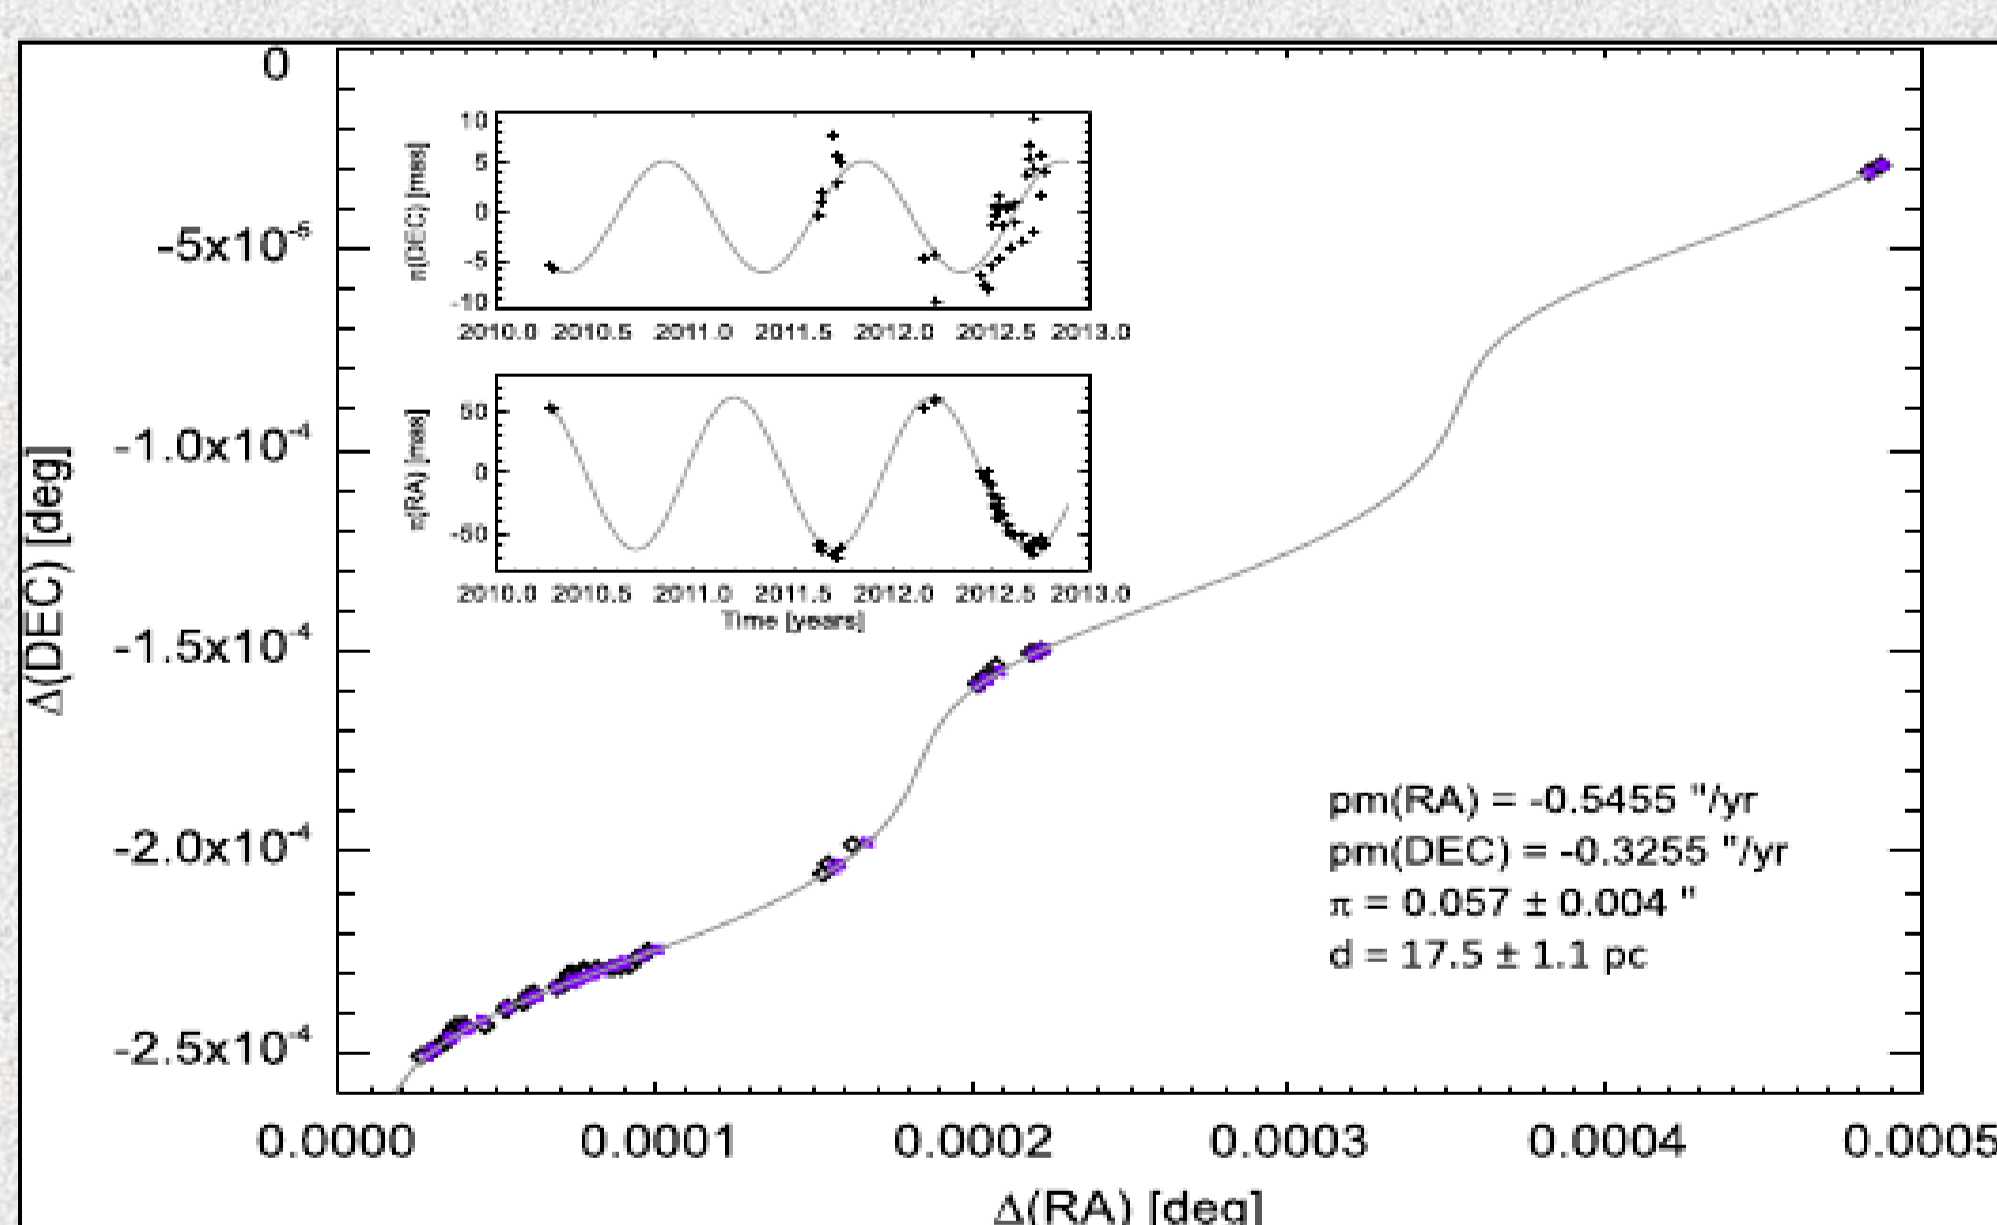 0
-5x10⁻⁵
-1.0x10⁻⁴
-1.5x10⁻⁴
-2.0x10⁻⁴
-2.5x10⁻⁴
Δ(DEC) [deg]
10
5
0
-5
-10
π(DEC) [mas]
2010.0 2010.5 2011.0 2011.5 2012.0 2012.5 2013.0
50
0
-50
π(RA) [mas]
2010.0 2010.5 2011.0 2011.5 2012.0 2012.5 2013.0
Time [years]
pm(RA) = -0.5455 "/yr
pm(DEC) = -0.3255 "/yr
π = 0.057 ± 0.004 "
d = 17.5 ± 1.1 pc
0.0000 0.0001 0.0002 0.0003 0.0004 0.0005
Δ(RA) [deg]